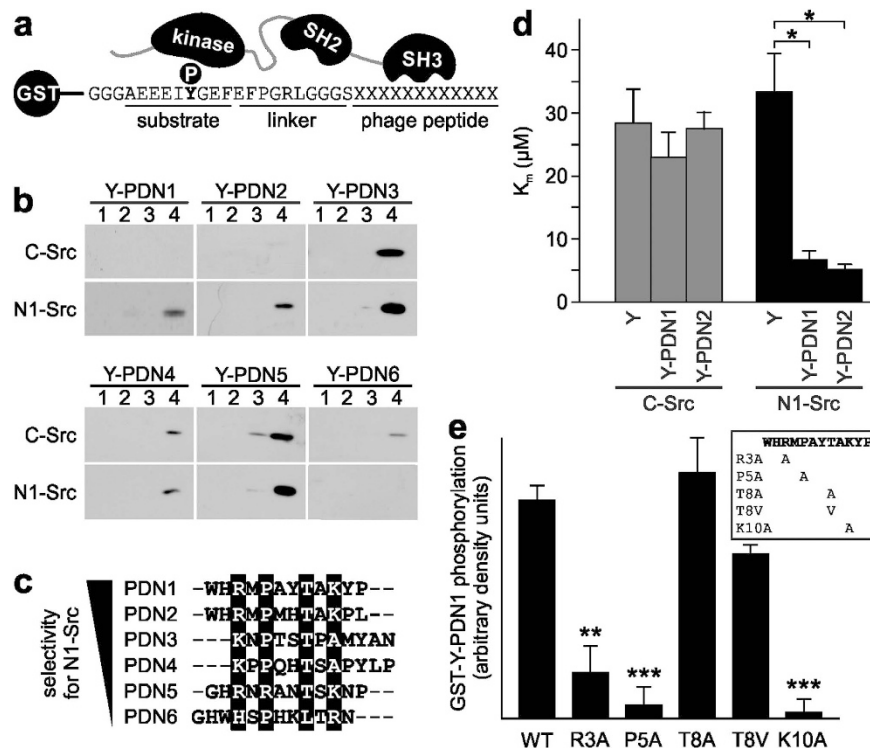 a
kinase
SH2
SH3
P
GST
GGGAEEEIYGEFEFPGRLGGGSXXXXXXXXXXXX
substrate linker phage peptide
b
Y-PDN1 Y-PDN2 Y-PDN3
1 2 3 4 1 2 3 4 1 2 3 4
C-Src
N1-Src
Y-PDN4 Y-PDN5 Y-PDN6
1 2 3 4 1 2 3 4 1 2 3 4
C-Src
N1-Src
c
selectivity
for N1-Src
PDN1 -WHRMPAYTAKYP--
PDN2 -WHRMPMHTAKPL--
PDN3 ---KNPTSTPAMYAN
PDN4 ---KPPQHTSAPYLP
PDN5 -GHRNRANTSKNP--
PDN6 GHWHSPHKLTRN---
d
Km (µM)
40
30
20
10
0
* *
Y Y-PDN1 Y-PDN2 Y Y-PDN1 Y-PDN2
C-Src N1-Src
e
GST-Y-PDN1 phosphorylation
(arbitrary density units)
WHRMPAYTAKYP
R3A A
P5A A
T8A A
T8V V
K10A A
** *** ***
WT R3A P5A T8A T8V K10A